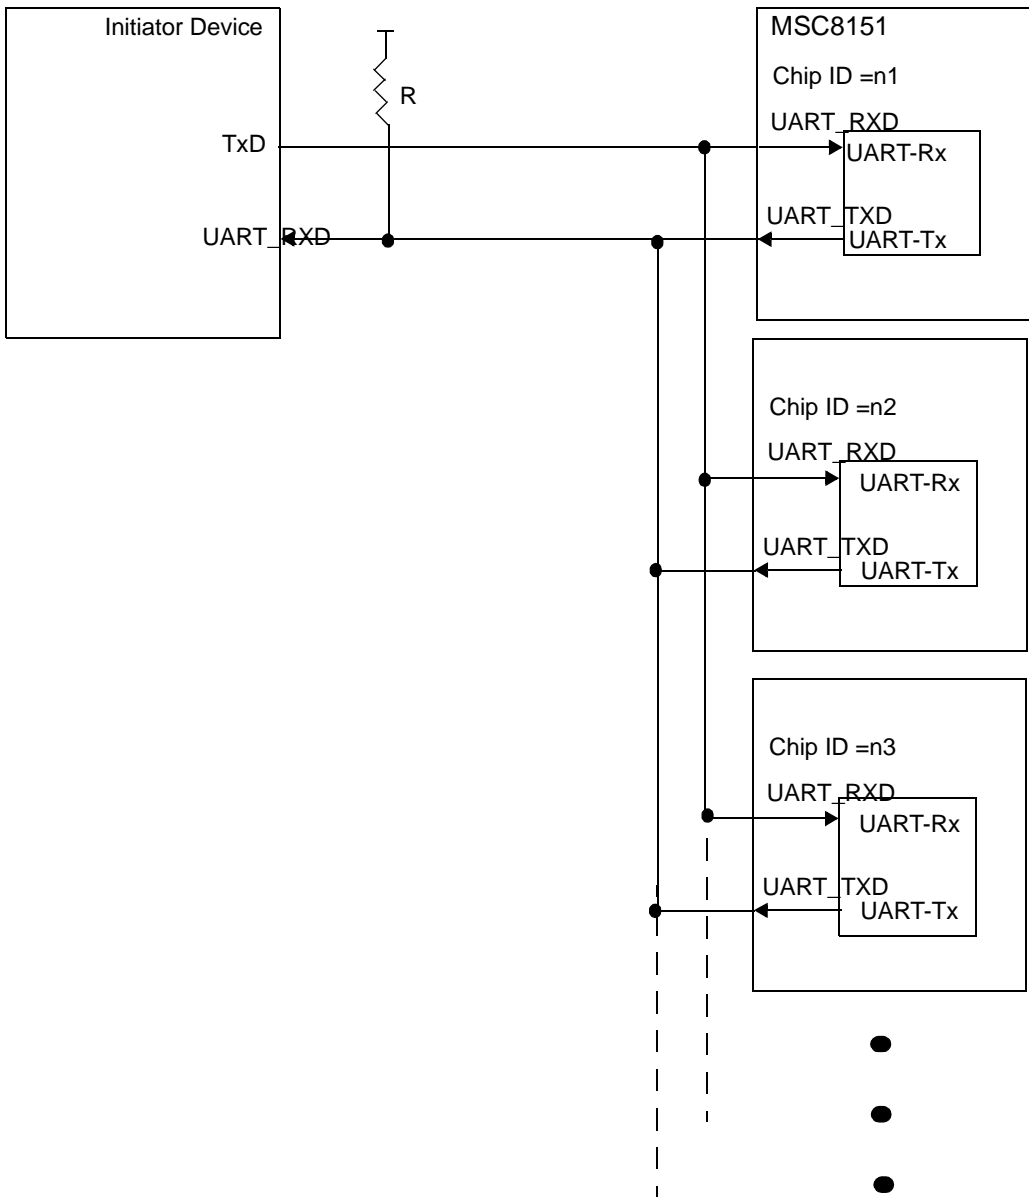 Initiator Device
MSC8151
Chip ID =n1
R
UART_RXD
TxD
UART-Rx
UART_TXD
UART_RXD
UART-Tx
Chip ID =n2
UART_RXD
UART-Rx
UART_TXD
UART-Tx
Chip ID =n3
UART_RXD
UART-Rx
UART_TXD
UART-Tx